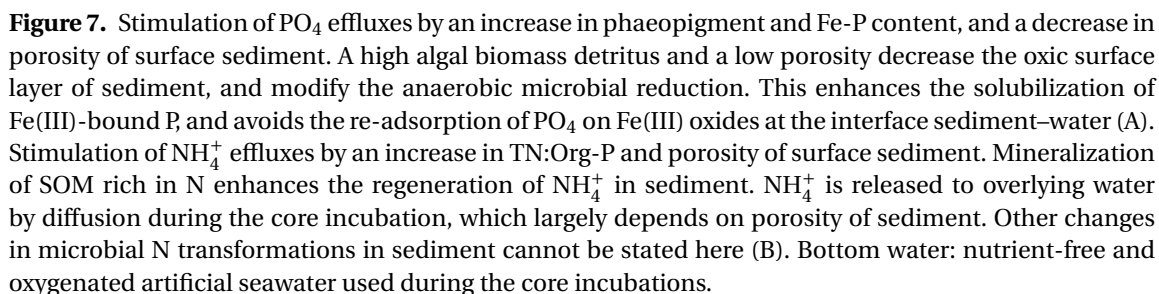 Figure 7. Stimulation of PO₄ effluxes by an increase in phaeopigment and Fe-P content, and a decrease in
porosity of surface sediment. A high algal biomass detritus and a low porosity decrease the oxic surface
layer of sediment, and modify the anaerobic microbial reduction. This enhances the solubilization of
Fe(III)-bound P, and avoids the re-adsorption of PO₄ on Fe(III) oxides at the interface sediment–water (A).
Stimulation of NH₄⁺ effluxes by an increase in TN:Org-P and porosity of surface sediment. Mineralization
of SOM rich in N enhances the regeneration of NH₄⁺ in sediment. NH₄⁺ is released to overlying water
by diffusion during the core incubation, which largely depends on porosity of sediment. Other changes
in microbial N transformations in sediment cannot be stated here (B). Bottom water: nutrient-free and
oxygenated artificial seawater used during the core incubations.